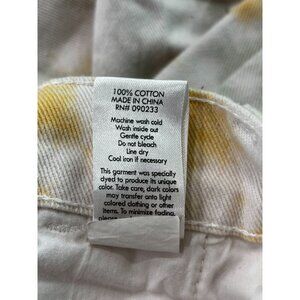 100% COTTON
MADE IN CHINA
RN# 090233
Machine wash cold
Wash inside out
Gentle cycle
Do not bleach
Line dry
Cool iron if necessary
This garment was specially
dyed to produce its unique
color. Take care, dark colors
may transfer onto light
colored clothing or other
items. To minimize fading,
please